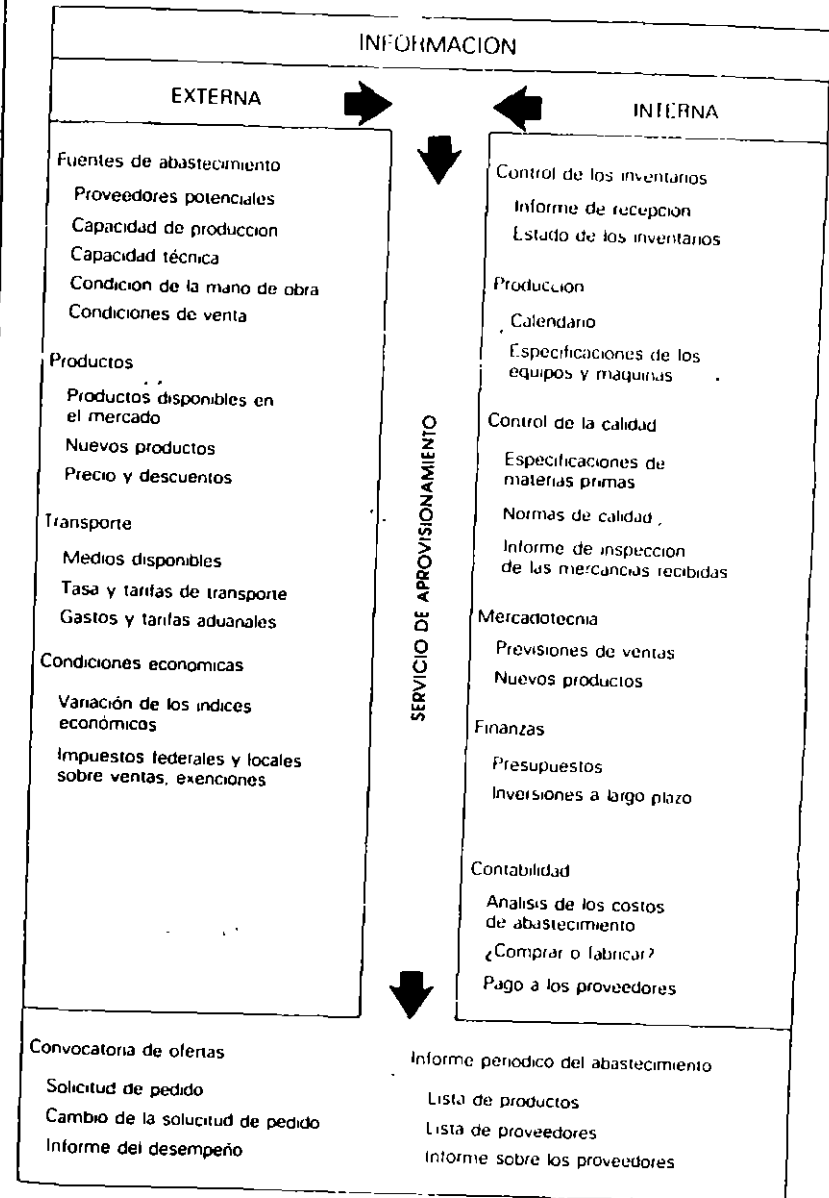 INFORMACION
EXTERNA
INTERNA
Fuentes de abastecimiento
Proveedores potenciales
Capacidad de produccion
Capacidad técnica
Condicion de la mano de obra
Condiciones de venta
Productos
Productos disponibles en
el mercado
Nuevos productos
Precio y descuentos
Transporte
Medios disponibles
Tasa y tarifas de transporte
Gastos y tarifas aduanales
Condiciones economicas
Variación de los indices
económicos
Impuestos federales y locales
sobre ventas, exenciones
SERVICIO DE APROVISIONAMIENTO
Control de los inventarios
Informe de recepcion
Estado de los inventarios
Produccion
Calendario
Especificaciones de los
equipos y maquinas
Control de la calidad
Especificaciones de
materias primas
Normas de calidad
Informe de inspeccion
de las mercancias recibidas
Mercadotecnia
Previsiones de ventas
Nuevos productos
Finanzas
Presupuestos
Inversiones a largo plazo
Contabilidad
Analisis de los costos
de abastecimiento
¿Comprar o fabricar?
Pago a los proveedores
Convocatoria de ofertas
Solicitud de pedido
Cambio de la solucitud de pedido
Informe del desempeño
Informe periodico del abastecimiento
Lista de productos
Lista de proveedores
Informe sobre los proveedores